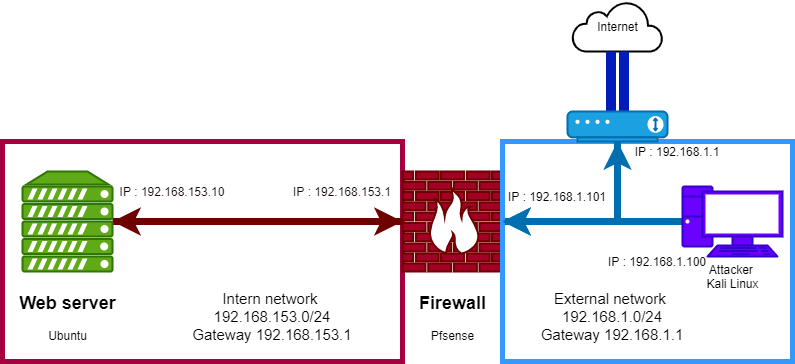 Internet
IP : 192.168.1.1
IP : 192.168.153.10
IP : 192.168.153.1
IP : 192.168.1.101
IP : 192.168.1.100
Attacker
Kali Linux
Web server
Ubuntu
Intern network
192.168.153.0/24
Gateway 192.168.153.1
Firewall
Pfsense
External network
192.168.1.0/24
Gateway 192.168.1.1